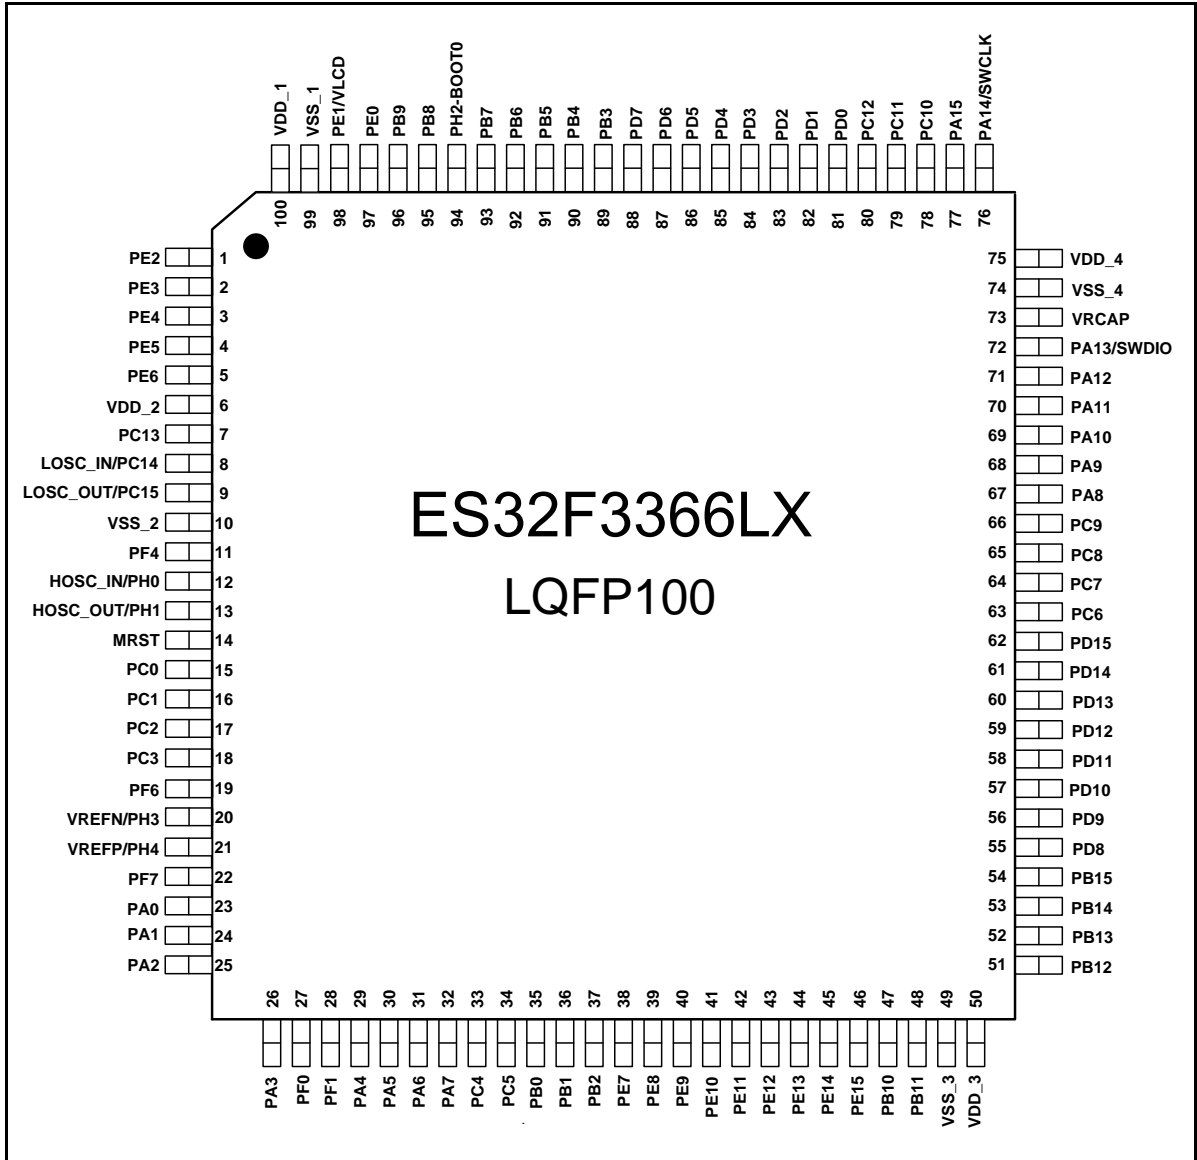 VDD_1
VSS_1
PE1/VLCD
PE0
PB9
PB8
PH2-BOOT0
PB7
PB6
PB5
PB4
PB3
PD7
PD6
PD5
PD4
PD3
PD2
PD1
PD0
PC12
PC11
PC10
PA15
PA14/SWCLK
100
99
98
97
96
95
94
93
92
91
90
89
88
87
86
85
84
83
82
81
80
79
78
77
76
PE2 1
PE3 2
PE4 3
PE5 4
PE6 5
VDD_2 6
PC13 7
LOSC_IN/PC14 8
LOSC_OUT/PC15 9
VSS_2 10
PF4 11
HOSC_IN/PH0 12
HOSC_OUT/PH1 13
MRST 14
PC0 15
PC1 16
PC2 17
PC3 18
PF6 19
VREFN/PH3 20
VREFP/PH4 21
PF7 22
PA0 23
PA1 24
PA2 25
ES32F3366LX
LQFP100
75 VDD_4
74 VSS_4
73 VRCAP
72 PA13/SWDIO
71 PA12
70 PA11
69 PA10
68 PA9
67 PA8
66 PC9
65 PC8
64 PC7
63 PC6
62 PD15
61 PD14
60 PD13
59 PD12
58 PD11
57 PD10
56 PD9
55 PD8
54 PB15
53 PB14
52 PB13
51 PB12
26
27
28
29
30
31
32
33
34
35
36
37
38
39
40
41
42
43
44
45
46
47
48
49
50
PA3
PF0
PF1
PA4
PA5
PA6
PA7
PC4
PC5
PB0
PB1
PB2
PE7
PE8
PE9
PE10
PE11
PE12
PE13
PE14
PE15
PB10
PB11
VSS_3
VDD_3